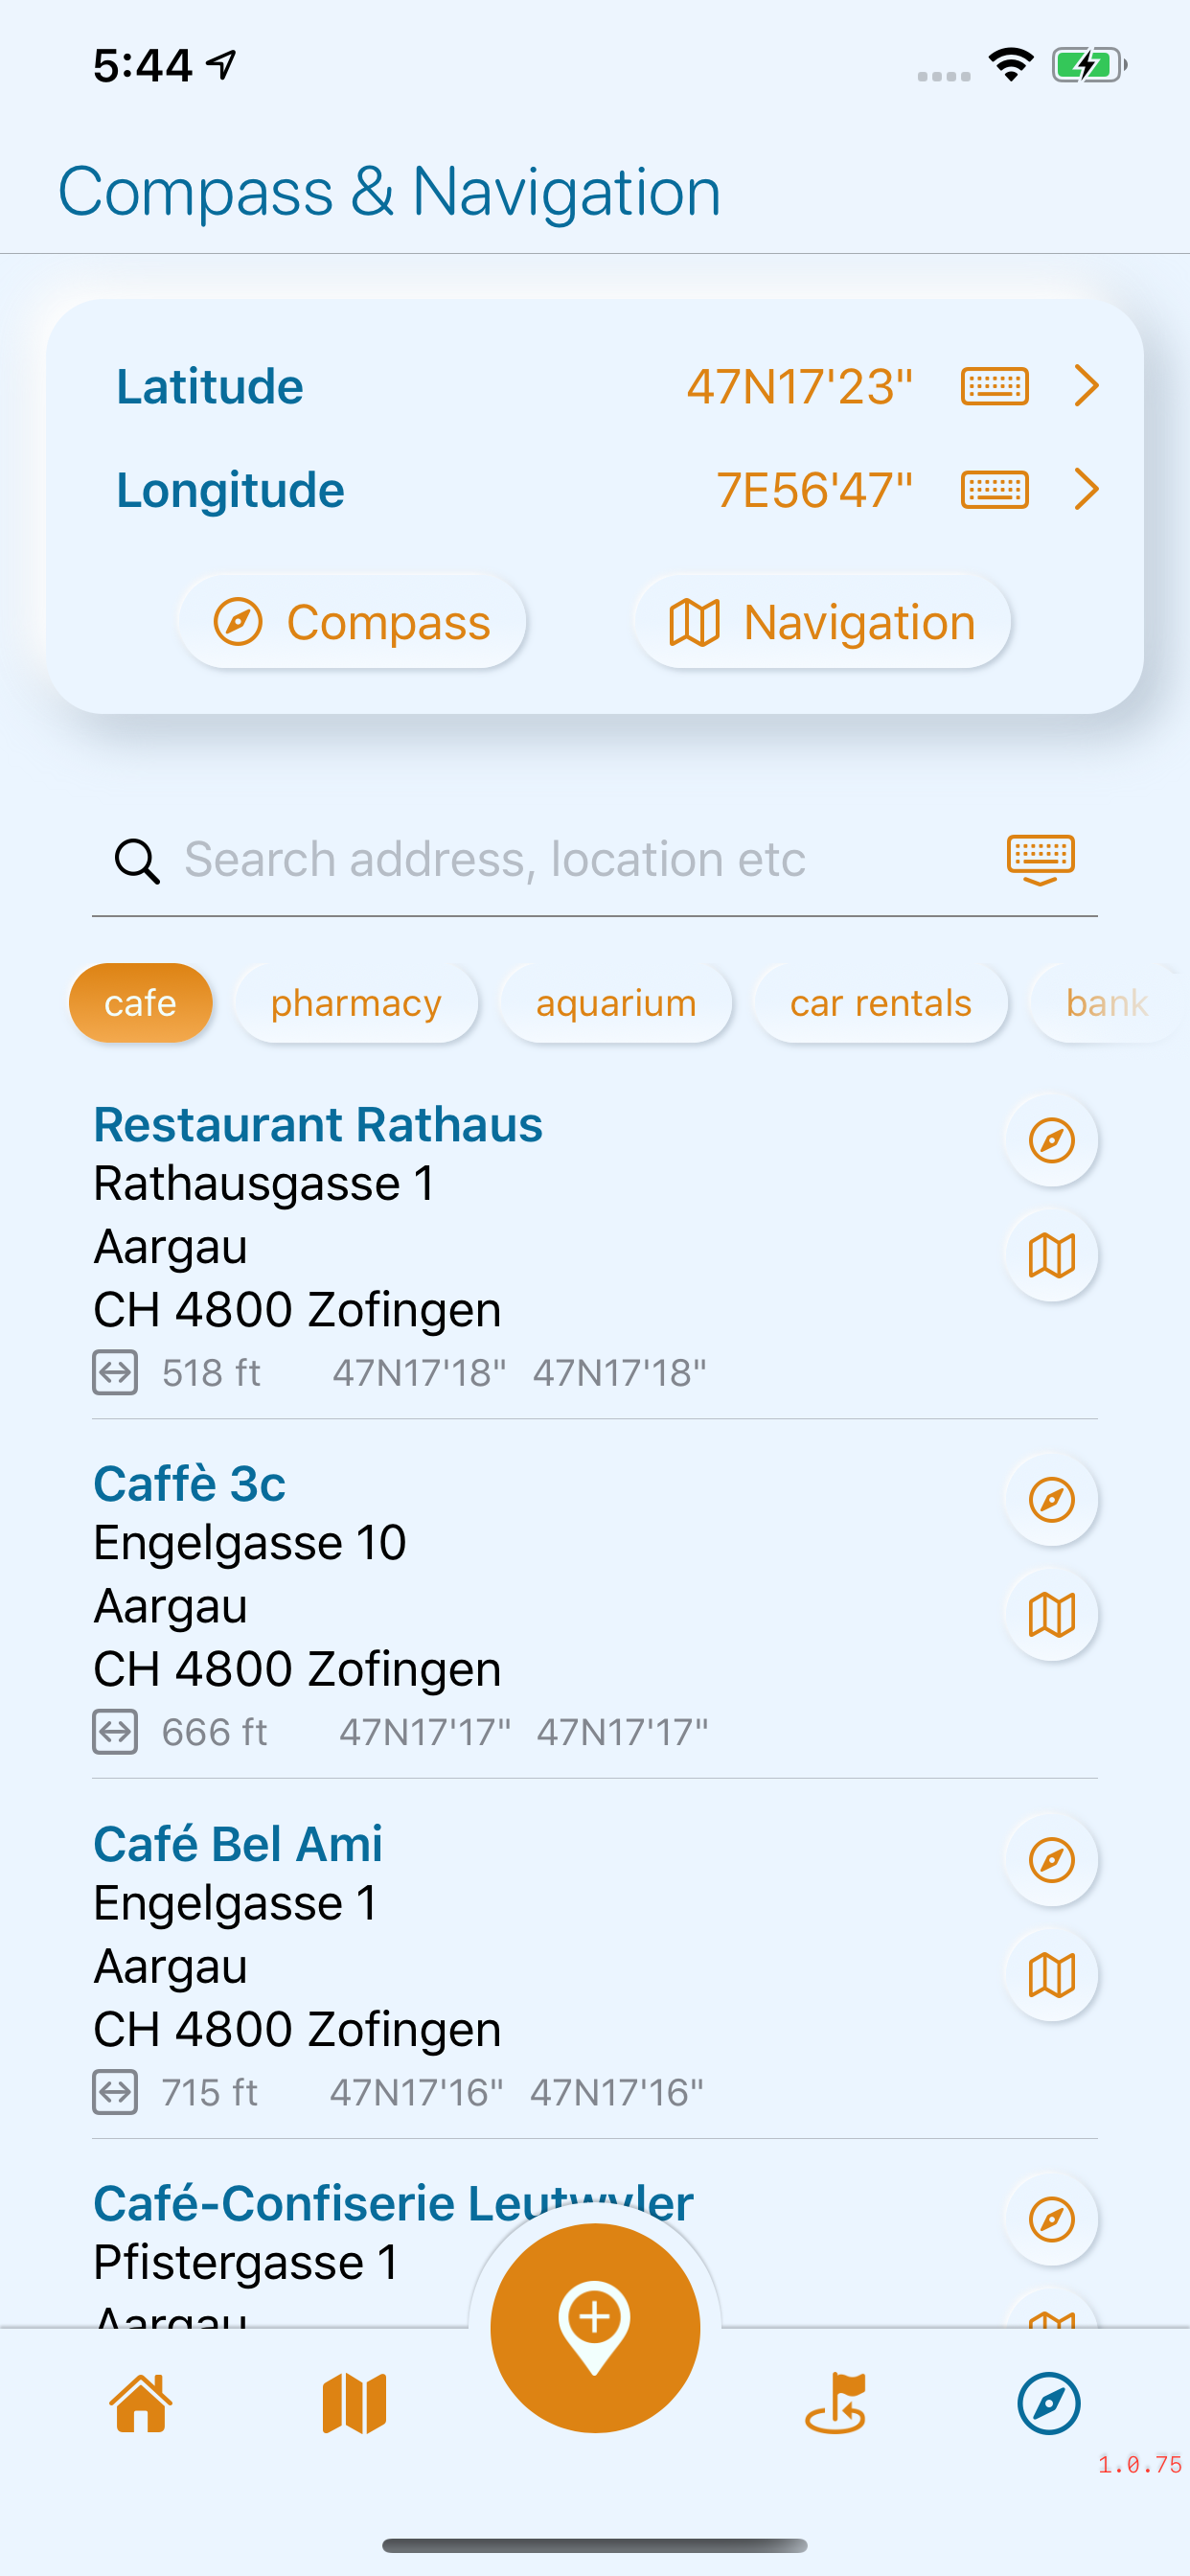 5:44
Compass & Navigation
Latitude 47N17'23"
Longitude 7E56'47"
Compass Navigation
Search address, location etc
cafe pharmacy aquarium car rentals bank
Restaurant Rathaus
Rathausgasse 1
Aargau
CH 4800 Zofingen
518 ft 47N17'18" 47N17'18"
Caffè 3c
Engelgasse 10
Aargau
CH 4800 Zofingen
666 ft 47N17'17" 47N17'17"
Café Bel Ami
Engelgasse 1
Aargau
CH 4800 Zofingen
715 ft 47N17'16" 47N17'16"
Café-Confiserie Leutwyler
Pfistergasse 1
Aargau
1.0.75